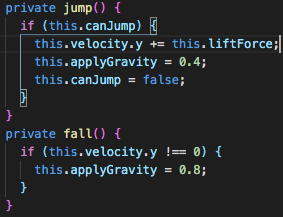 private jump() {
  if (this.canJump) {
    this.velocity.y += this.liftForce;
    this.applyGravity = 0.4;
    this.canJump = false;
  }
}
private fall() {
  if (this.velocity.y !== 0) {
    this.applyGravity = 0.8;
  }
}